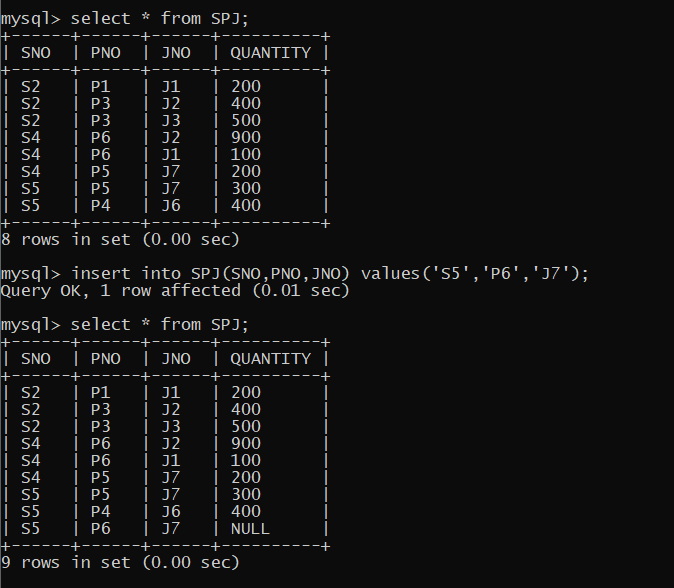 mysql> select * from SPJ;
+------+------+------+----------+
| SNO  | PNO  | JNO  | QUANTITY |
+------+------+------+----------+
| S2   | P1   | J1   | 200      |
| S2   | P3   | J2   | 400      |
| S2   | P3   | J3   | 500      |
| S4   | P6   | J2   | 900      |
| S4   | P6   | J1   | 100      |
| S4   | P5   | J7   | 200      |
| S5   | P5   | J7   | 300      |
| S5   | P4   | J6   | 400      |
+------+------+------+----------+
8 rows in set (0.00 sec)
mysql> insert into SPJ(SNO,PNO,JNO) values('S5','P6','J7');
Query OK, 1 row affected (0.01 sec)
mysql> select * from SPJ;
+------+------+------+----------+
| SNO  | PNO  | JNO  | QUANTITY |
+------+------+------+----------+
| S2   | P1   | J1   | 200      |
| S2   | P3   | J2   | 400      |
| S2   | P3   | J3   | 500      |
| S4   | P6   | J2   | 900      |
| S4   | P6   | J1   | 100      |
| S4   | P5   | J7   | 200      |
| S5   | P5   | J7   | 300      |
| S5   | P4   | J6   | 400      |
| S5   | P6   | J7   | NULL     |
+------+------+------+----------+
9 rows in set (0.00 sec)